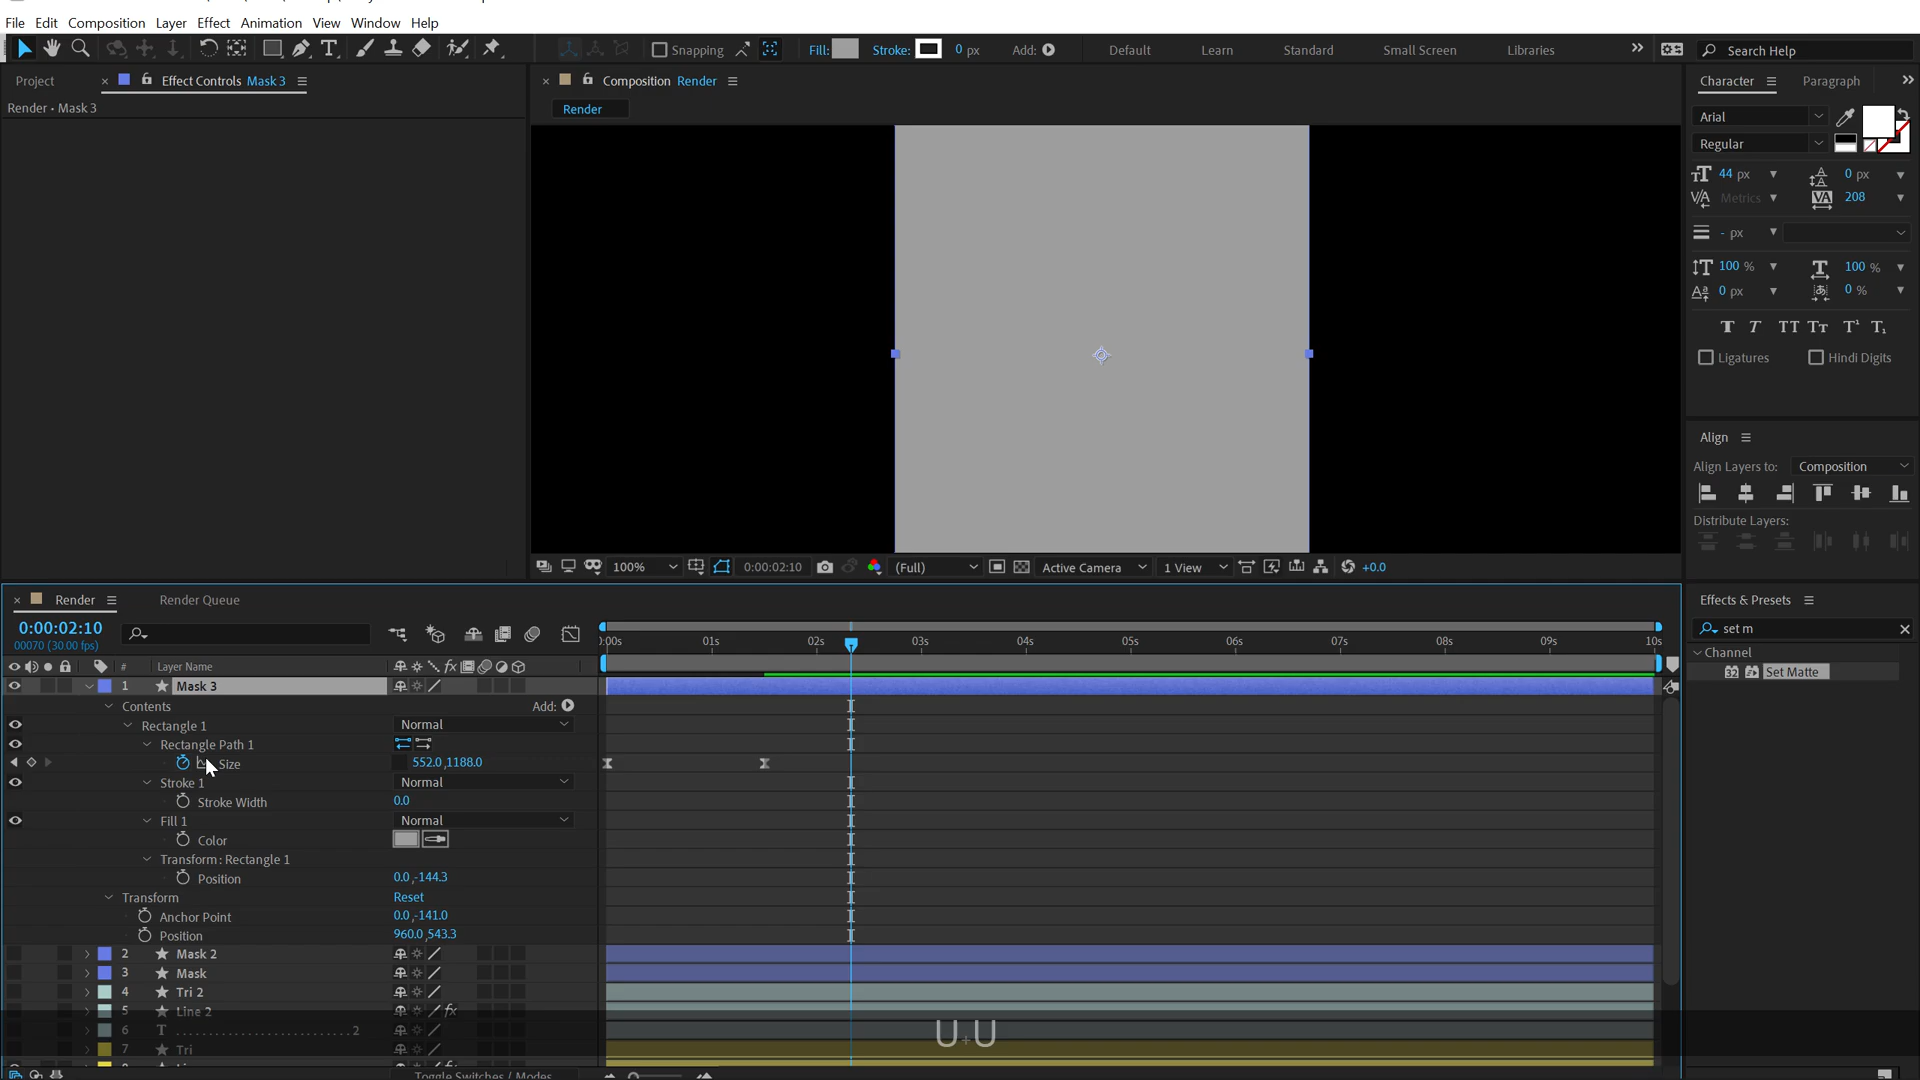 File Edit Composition Layer Effect Animation View Window Help
Snapping Fill: Stroke: 0 px Add: Default Learn Standard Small Screen Libraries Search Help
Project Effect Controls Mask 3 Composition Render Character Paragraph
Render • Mask 3 Render
Arial
Regular
44 px 0 px
Metrics 208
- px
100 % 100 %
0 px 0 %
T T TT Tt T¹ T₁
Ligatures Hindi Digits
Align
Align Layers to: Composition
Distribute Layers:
100% 0:00:02:10 (Full) Active Camera 1 View +0.0
Render Render Queue Effects & Presets
0:00:02:10 set m
00070 (30.00 fps)
0:00s 01s 02s 03s 04s 05s 06s 07s 08s 09s 10s
Channel
# Layer Name
32 Set Matte
1 Mask 3
Contents Add:
Rectangle 1 Normal
Rectangle Path 1
Size 552.0,1188.0
Stroke 1 Normal
Stroke Width 0.0
Fill 1 Normal
Color
Transform: Rectangle 1
Position 0.0,-144.3
Transform Reset
Anchor Point 0.0,-141.0
Position 960.0,543.3
2 Mask 2
3 Mask
4 Tri 2
5 Line 2
6 T ............................2
7 Tri
U+U
Toggle Switches / Modes